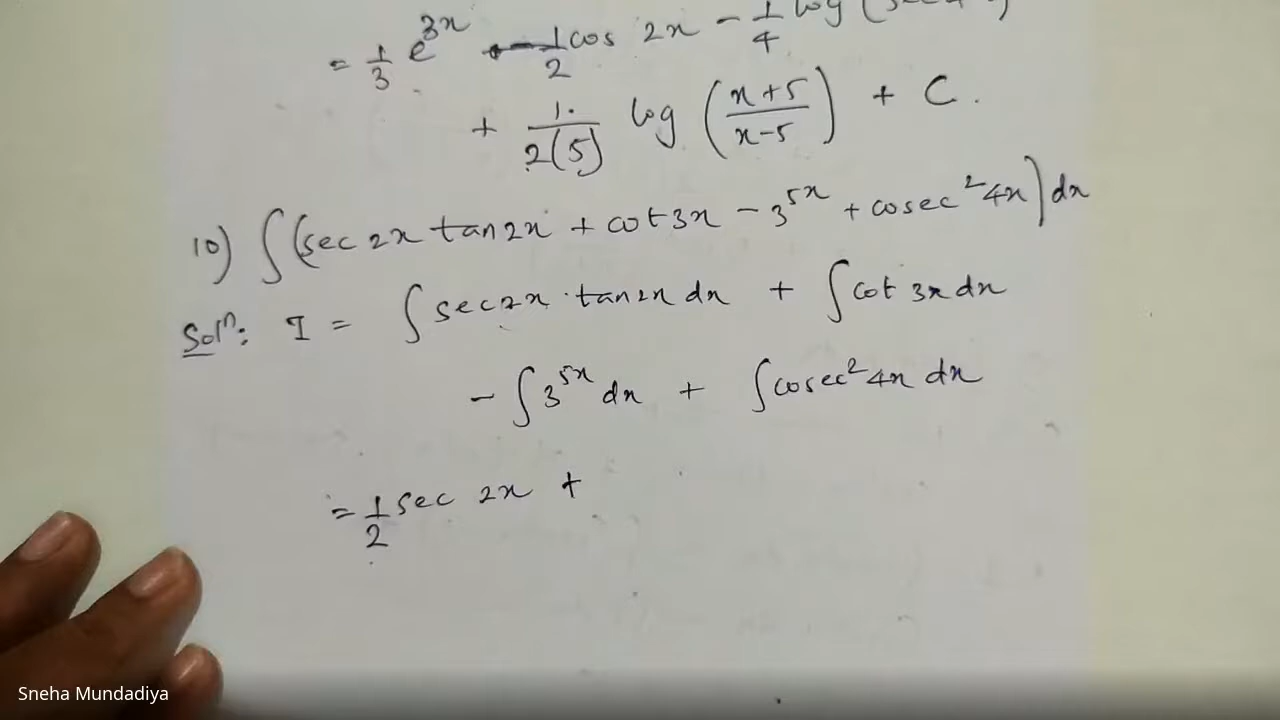 = 1/3 e^3x - 1/2 cos 2x - 1/4 log (sec
+ 1/2(5) log (x+5/x-5) + C.
10) ∫(sec 2x tan 2x + cot 3x - 3^5x + cosec^2 4x) dx
Soln: I = ∫ sec 2x · tan 2x dx + ∫ cot 3x dx
- ∫ 3^5x dx + ∫ cosec^2 4x dx
= 1/2 sec 2x +
Sneha Mundadiya